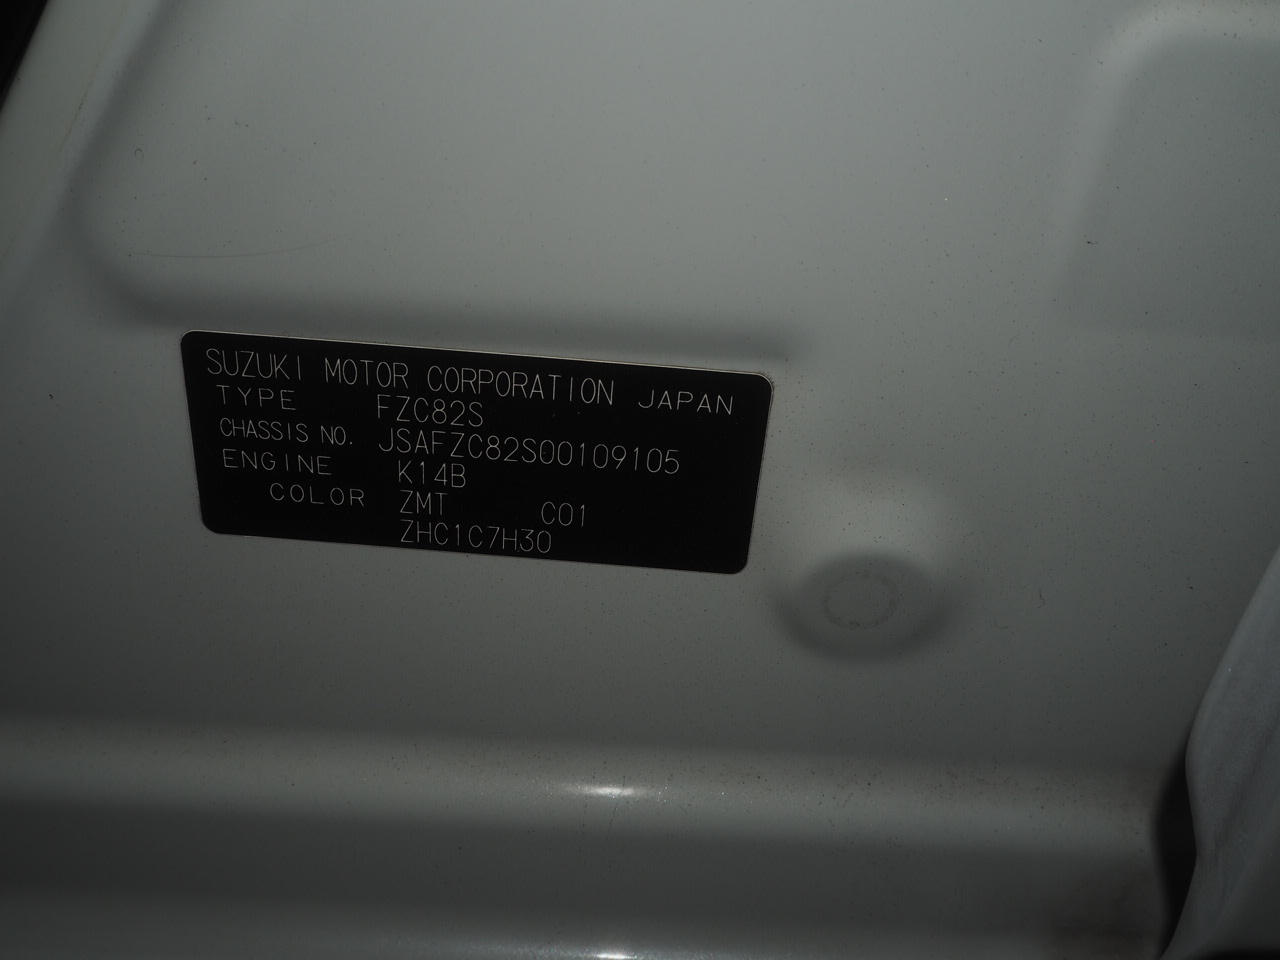 SUZUKI MOTOR CORPORATION JAPAN
TYPE FZC82S
CHASSIS NO. JSAFZC82S00109105
ENGINE K14B
COLOR ZMT C01
ZHC1C7H30